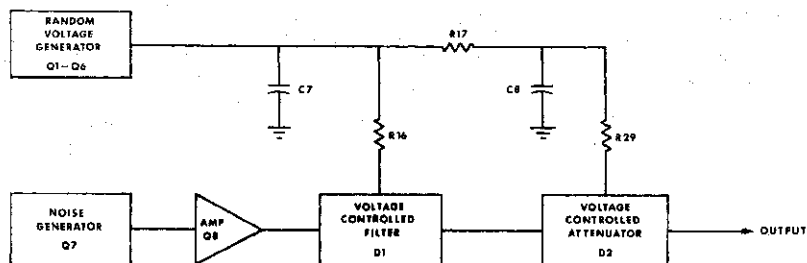 RANDOM
VOLTAGE
GENERATOR
Q1-Q6
R17
C7
C8
R16
R29
NOISE
GENERATOR
Q7
AMP
Q8
VOLTAGE
CONTROLLED
FILTER
D1
VOLTAGE
CONTROLLED
ATTENUATOR
D2
OUTPUT